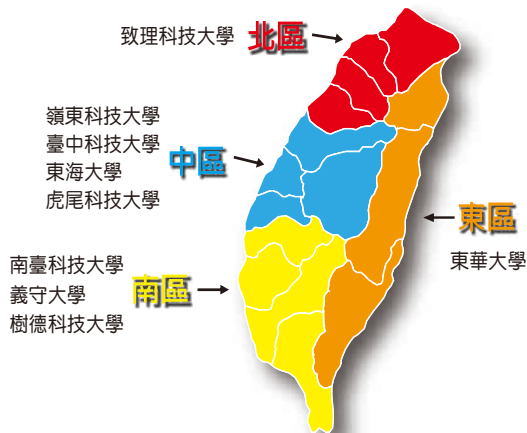 致理科技大學 北區
嶺東科技大學
臺中科技大學
東海大學
虎尾科技大學
中區
東區
東華大學
南臺科技大學
義守大學
樹德科技大學
南區